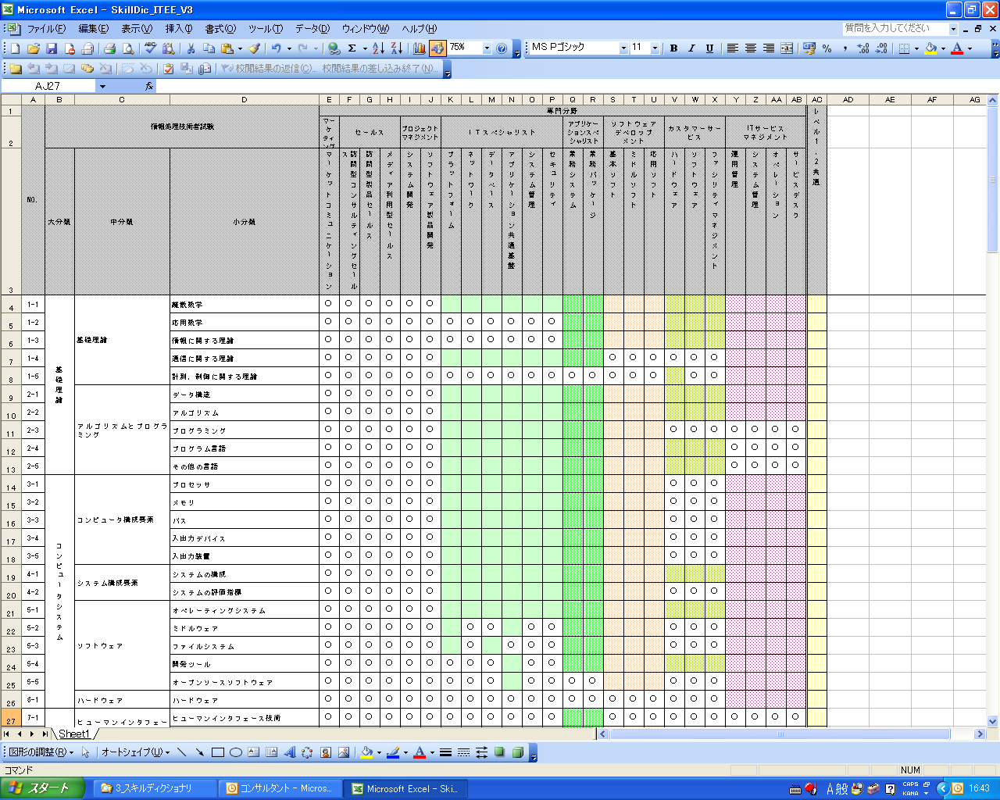 Microsoft Excel - SkillDic_ITEE_V3
ファイル(F) 編集(E) 表示(V) 挿入(I) 書式(O) ツール(T) データ(D) ウィンドウ(W) ヘルプ(H) 質問を入力してください
75% MS Pゴシック 11 B I U
校閲結果の返信(C)... 校閲結果の差し込み終了(N)...
AJ27 fx
A B C D E F G H I J K L M N O P Q R S T U V W X Y Z AA AB AC AD AE AF AG
情報処理技術者試験
専門分野
マーケティング セールス プロジェクトマネジメント ITスペシャリスト アプリケーションスペシャリスト ソフトウェアデベロップメント カスタマーサービス ITサービスマネジメント
レベル1,2共通
NO. 大分類 中分類 小分類
マーケットコミュニケーション
訪問型コンサルティングセールス
訪問型製品セールス
メディア利用型セールス
システム開発
ソフトウェア製品開発
プラットフォーム
ネットワーク
データベース
アプリケーション共通基盤
システム管理
セキュリティ
業務システム
業務パッケージ
基本ソフト
ミドルソフト
応用ソフト
ハードウェア
ソフトウェア
ファシリティマネジメント
運用管理
システム管理
オペレーション
サービスデスク
1
2
3
基礎理論
基礎理論
4 1-1 離散数学 ○ ○ ○ ○ ○ ○
5 1-2 応用数学 ○ ○ ○ ○ ○ ○ ○ ○ ○ ○ ○ ○
6 1-3 情報に関する理論 ○ ○ ○ ○ ○ ○ ○ ○ ○ ○ ○ ○
7 1-4 通信に関する理論 ○ ○ ○ ○ ○ ○ ○ ○ ○ ○ ○ ○
8 1-5 計測、制御に関する理論 ○ ○ ○ ○ ○ ○ ○ ○ ○ ○ ○ ○ ○ ○ ○ ○ ○ ○ ○
アルゴリズムとプログラミング
9 2-1 データ構造 ○ ○ ○ ○ ○ ○
10 2-2 アルゴリズム ○ ○ ○ ○ ○ ○
11 2-3 プログラミング ○ ○ ○ ○ ○ ○ ○ ○ ○ ○ ○ ○ ○
12 2-4 プログラム言語 ○ ○ ○ ○ ○ ○ ○ ○ ○ ○
13 2-5 その他の言語 ○ ○ ○ ○ ○ ○ ○ ○ ○ ○
コンピュータシステム
コンピュータ構成要素
14 3-1 プロセッサ ○ ○ ○ ○ ○ ○ ○ ○ ○
15 3-2 メモリ ○ ○ ○ ○ ○ ○ ○ ○ ○
16 3-3 バス ○ ○ ○ ○ ○ ○ ○ ○ ○
17 3-4 入出力デバイス ○ ○ ○ ○ ○ ○ ○ ○ ○
18 3-5 入出力装置 ○ ○ ○ ○ ○ ○ ○ ○ ○
システム構成要素
19 4-1 システムの構成 ○ ○ ○ ○ ○ ○
20 4-2 システムの評価指標 ○ ○ ○ ○ ○ ○ ○ ○ ○
ソフトウェア
21 5-1 オペレーティングシステム ○ ○ ○ ○ ○ ○
22 5-2 ミドルウェア ○ ○ ○ ○ ○ ○ ○ ○ ○ ○ ○ ○ ○
23 5-3 ファイルシステム ○ ○ ○ ○ ○ ○ ○ ○ ○ ○ ○ ○ ○
24 5-4 開発ツール ○ ○ ○ ○ ○ ○ ○ ○ ○ ○ ○
25 5-5 オープンソースソフトウェア ○ ○ ○ ○ ○ ○ ○ ○ ○ ○ ○ ○ ○ ○ ○ ○
26 6-1 ハードウェア ハードウェア ○ ○ ○ ○ ○ ○ ○ ○ ○ ○ ○ ○ ○ ○ ○ ○ ○ ○ ○ ○
27 7-1 ヒューマンインタフェー ヒューマンインタフェース技術 ○ ○ ○ ○ ○ ○ ○ ○ ○ ○ ○ ○ ○ ○ ○ ○ ○ ○ ○ ○ ○ ○
Sheet1
図形の調整(R) オートシェイプ(U)
コマンド NUM
スタート 3_スキルディクショナリ コンサルタント - Micros... Microsoft Excel - Ski... A 般 CAPS KANA 16:43